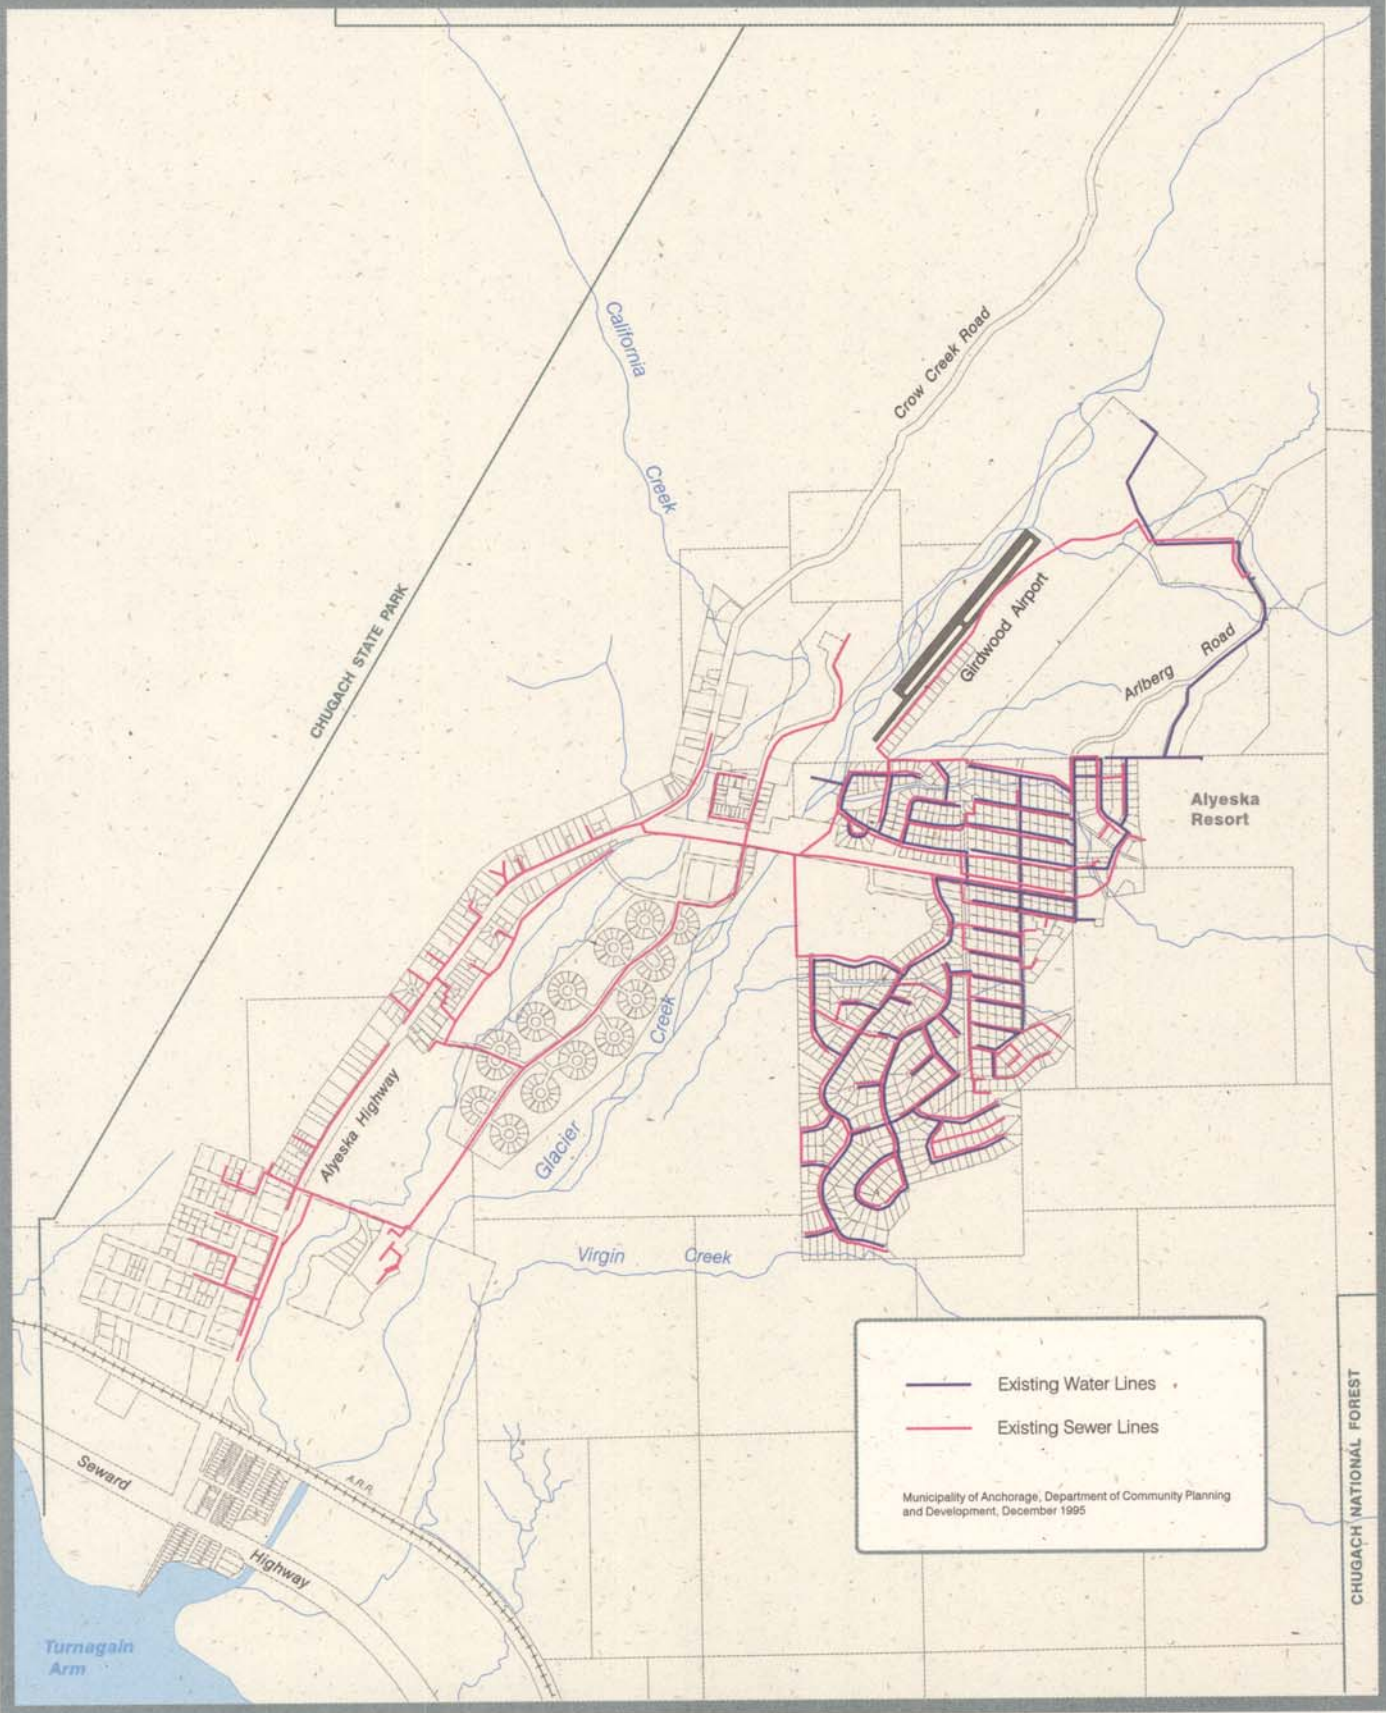 California
Creek
Crow Creek Road
CHUGACH STATE PARK
Girdwood Airport
Arlberg Road
Alyeska
Resort
Alyeska Highway
Glacier Creek
Virgin Creek
Existing Water Lines
Existing Sewer Lines
Municipality of Anchorage, Department of Community Planning
and Development, December 1995
CHUGACH NATIONAL FOREST
Seward Highway
A.R.R.
Turnagain
Arm